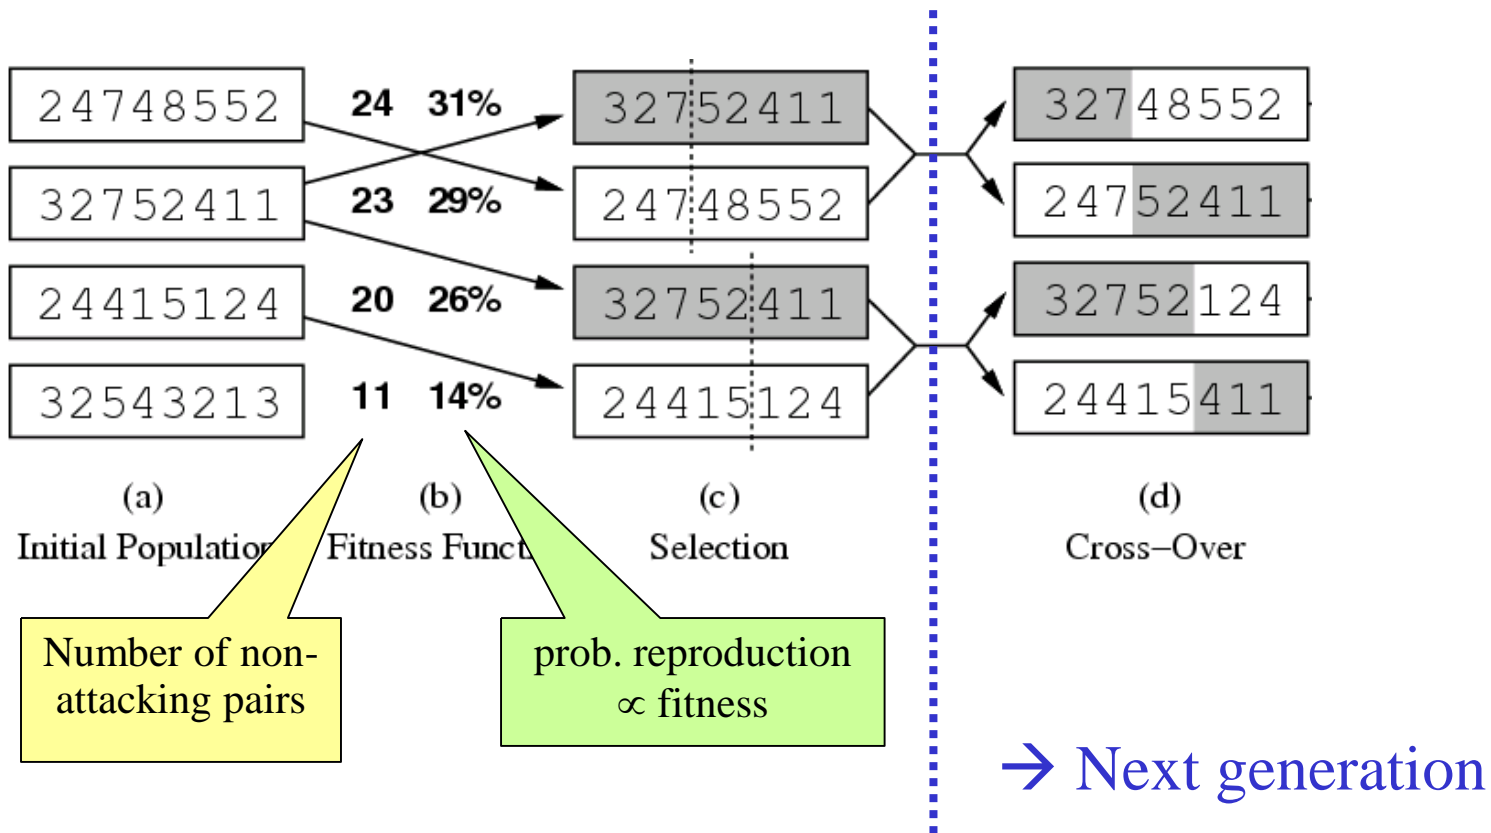 24748552 24 31% 32752411 32748552
32752411 23 29% 24748552 24752411
24415124 20 26% 32752411 32752124
32543213 11 14% 24415124 24415411
(a) (b) (c) (d)
Initial Population Fitness Funct Selection Cross–Over
Number of non-
attacking pairs
prob. reproduction
∝ fitness
→ Next generation